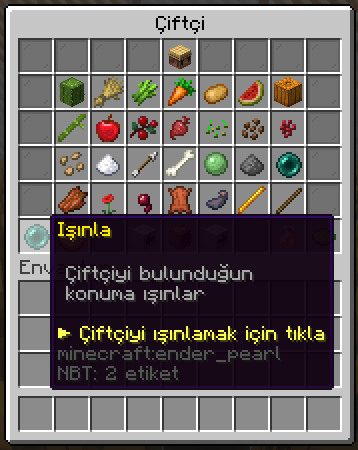 Çiftçi
Env
Işınla
Çiftçiyi bulunduğun
konuma ışınlar
► Çiftçiyi ışınlamak için tıkla
minecraft:ender_pearl
NBT: 2 etiket